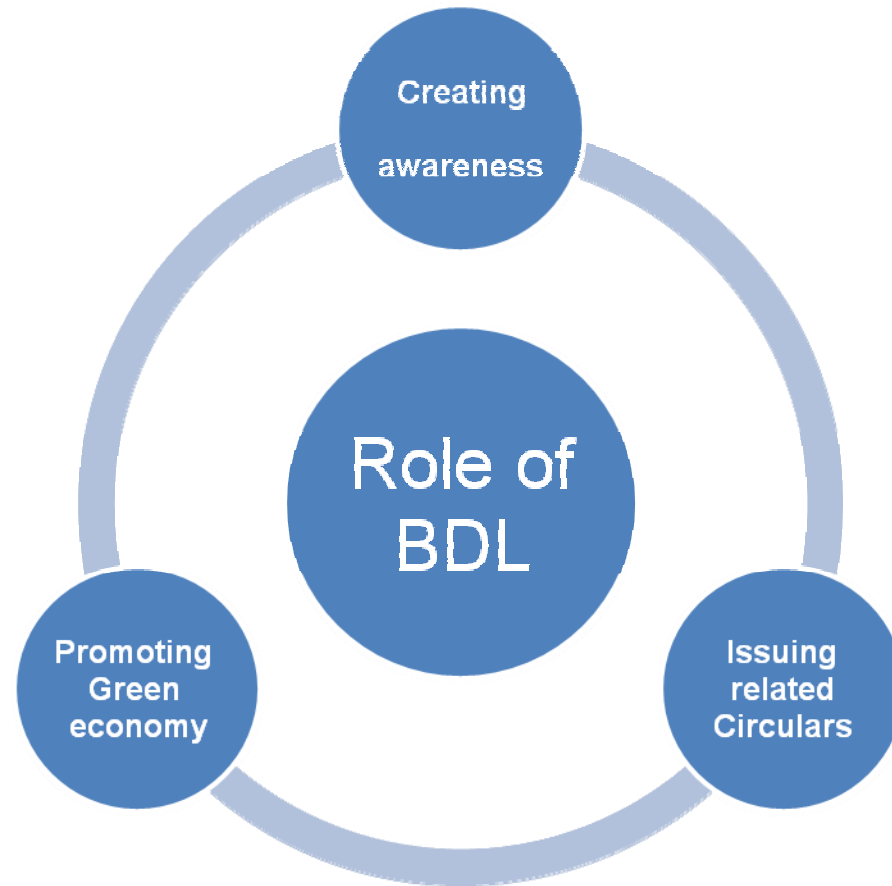 Creating
awareness
Role of
BDL
Promoting
Green
economy
Issuing
related
Circulars